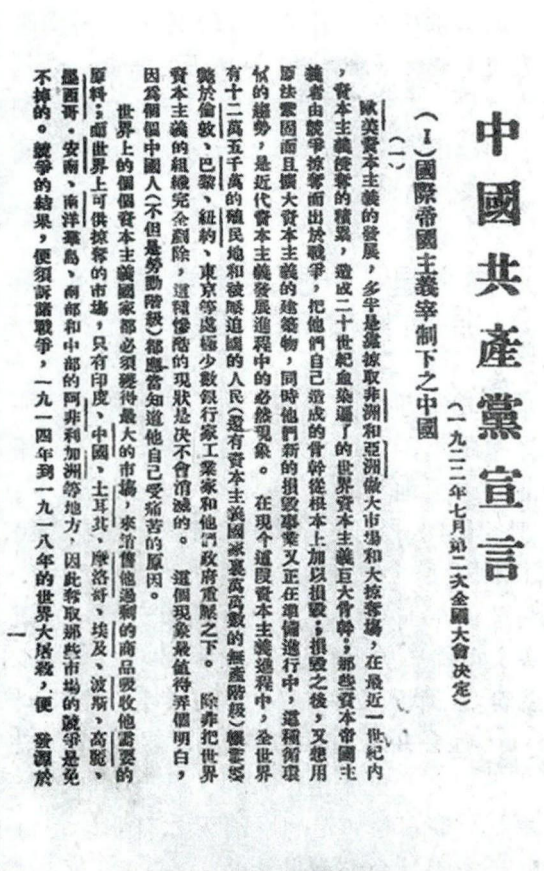 中國共產黨宣言
(一九二二年七月第二次全國大會決定)
(I)國際帝國主義宰制下之中國
(一)
歐美資本主義的發展，多半是靠掠取非洲和亞洲做大市場和大掠奪場，在最近一世紀內
，資本主義侵奪的積累，造成二十世紀血染遍了的世界資本主義巨大骨幹；那些資本帝國主
義者由競爭掠奪而出於戰爭，把他們自己造成的骨幹從根本上加以損毀；損毀之後，又想用
原法鞏固而且擴大資本主義的建築物，同時他們新的損毀事業又正在準備進行中，這種循環
的趨勢，是近代資本主義發展進程中的必然現象。在現今這段資本主義進程中，全世界
有十二萬五千萬的殖民地和被壓迫國的人民(還有資本主義國家裏萬萬數的無產階級)輾轉
於倫敦、巴黎、紐約、東京等處極少數銀行家工業家和他們政府重壓之下。除非把世界
資本主義的組織完全剷除，這種慘酷的現狀是決不會消滅的。這個現象最值得弄個明白，
因爲個個中國人(不但是勞動階級)都應當知道他自己受痛苦的原因。
世界上的個個資本主義國家都必須獲得最大的市場，來消售他過剩的商品吸收他需要的
原料；而世界上可供掠奪的市場，只有印度、中國、土耳其、摩洛哥、埃及、波斯、高麗、
墨西哥、安南、南洋羣島、南部和中部的阿非利加洲等地方，因此奪取那些市場的競爭是免
不掉的。競爭的結果，便須訴諸戰爭，一九一四年到一九一八年的世界大屠殺，便 發源於
一